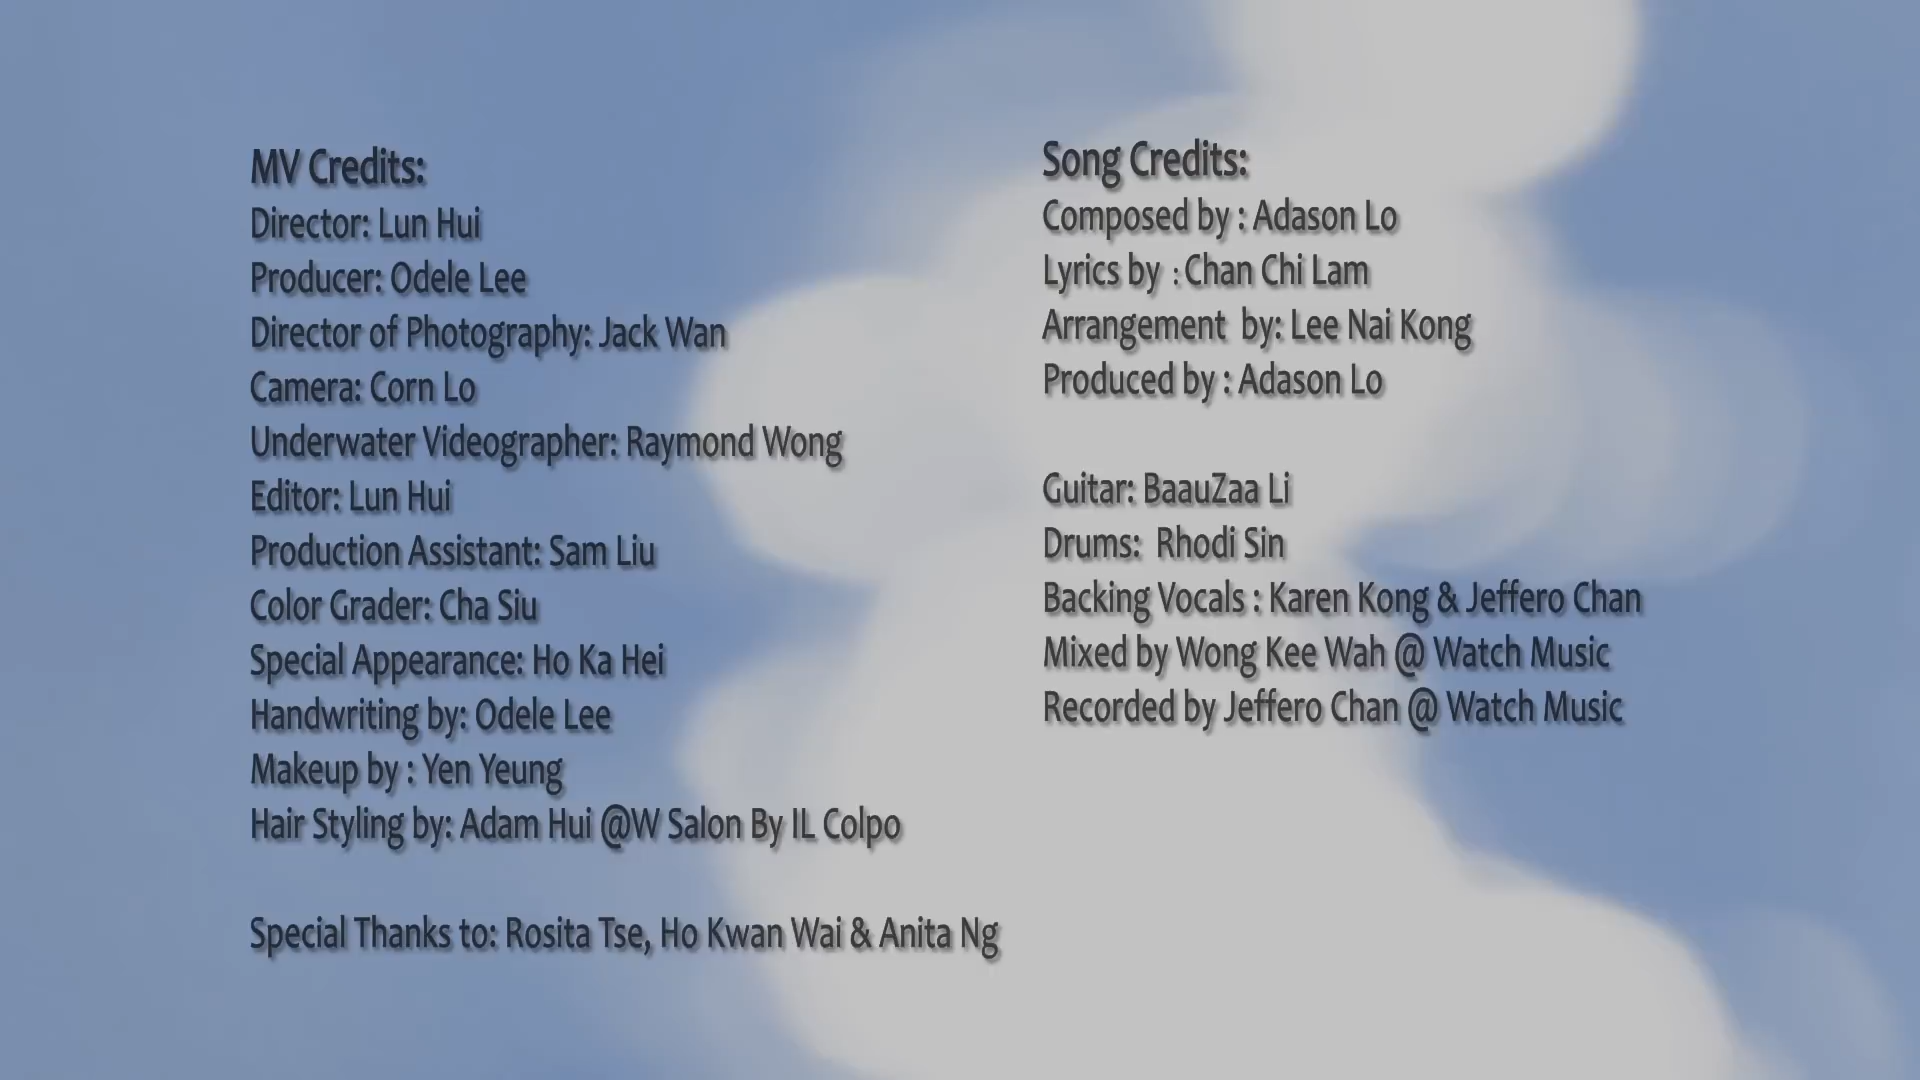 MV Credits:
Director: Lun Hui
Producer: Odele Lee
Director of Photography: Jack Wan
Camera: Corn Lo
Underwater Videographer: Raymond Wong
Editor: Lun Hui
Production Assistant: Sam Liu
Color Grader: Cha Siu
Special Appearance: Ho Ka Hei
Handwriting by: Odele Lee
Makeup by : Yen Yeung
Hair Styling by: Adam Hui @W Salon By IL Colpo
Special Thanks to: Rosita Tse, Ho Kwan Wai & Anita Ng
Song Credits:
Composed by : Adason Lo
Lyrics by : Chan Chi Lam
Arrangement by: Lee Nai Kong
Produced by : Adason Lo
Guitar: BaauZaa Li
Drums: Rhodi Sin
Backing Vocals : Karen Kong & Jeffero Chan
Mixed by Wong Kee Wah @ Watch Music
Recorded by Jeffero Chan @ Watch Music